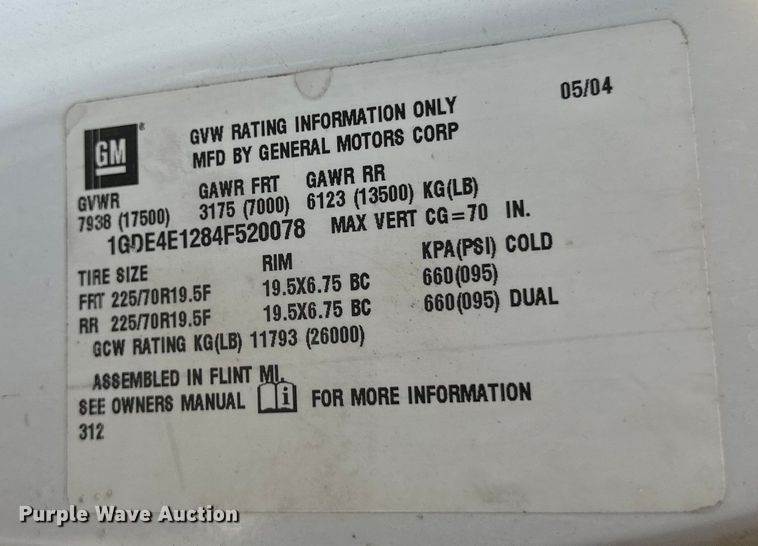 05/04
GM
GVW RATING INFORMATION ONLY
MFD BY GENERAL MOTORS CORP
GVWR GAWR FRT GAWR RR
7938 (17500) 3175 (7000) 6123 (13500) KG(LB)
1GDE4E1284F520078 MAX VERT CG=70 IN.
TIRE SIZE RIM KPA(PSI) COLD
FRT 225/70R19.5F 19.5X6.75 BC 660(095)
RR 225/70R19.5F 19.5X6.75 BC 660(095) DUAL
GCW RATING KG(LB) 11793 (26000)
ASSEMBLED IN FLINT MI.
SEE OWNERS MANUAL i FOR MORE INFORMATION
312
Purple Wave Auction